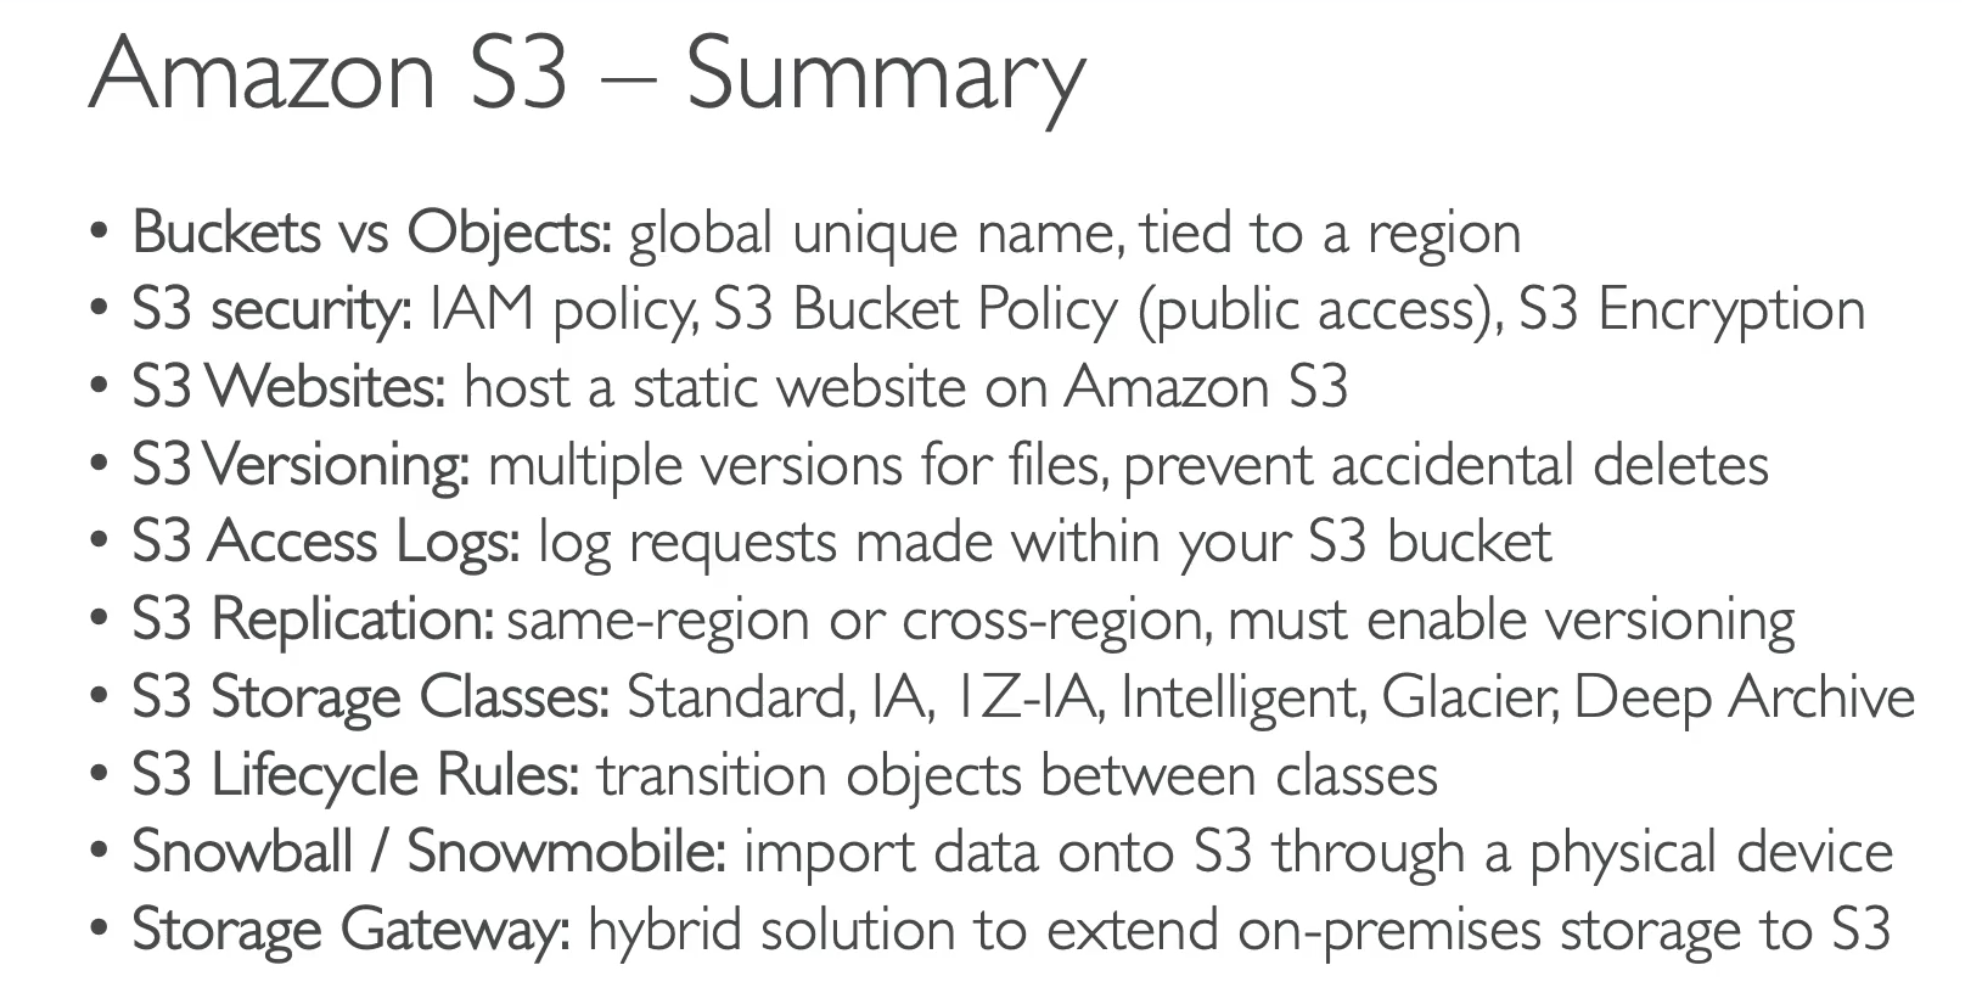 Amazon S3 – Summary
• Buckets vs Objects: global unique name, tied to a region
• S3 security: IAM policy, S3 Bucket Policy (public access), S3 Encryption
• S3 Websites: host a static website on Amazon S3
• S3 Versioning: multiple versions for files, prevent accidental deletes
• S3 Access Logs: log requests made within your S3 bucket
• S3 Replication: same-region or cross-region, must enable versioning
• S3 Storage Classes: Standard, IA, 1Z-IA, Intelligent, Glacier, Deep Archive
• S3 Lifecycle Rules: transition objects between classes
• Snowball / Snowmobile: import data onto S3 through a physical device
• Storage Gateway: hybrid solution to extend on-premises storage to S3